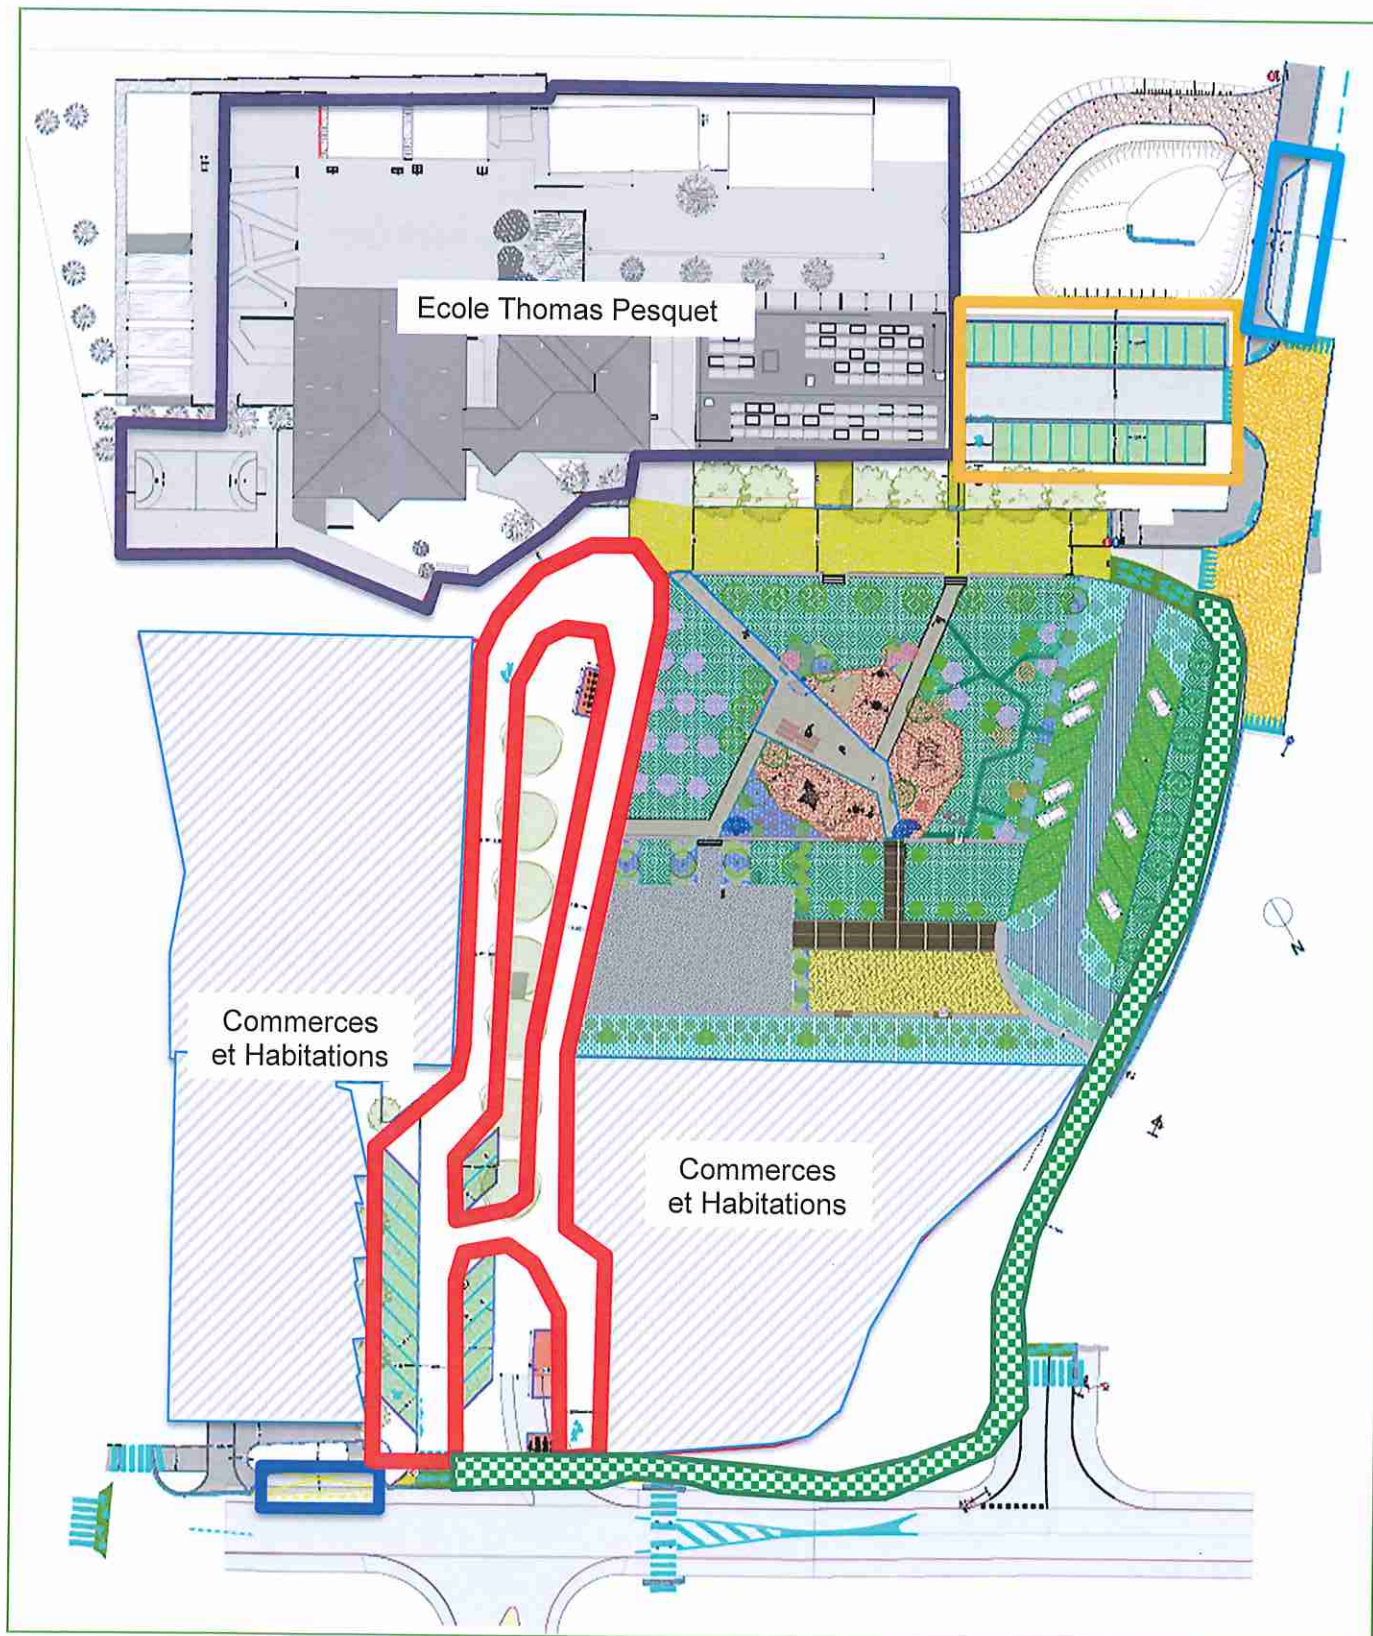 Ecole Thomas Pesquet
Commerces
et Habitations
Commerces
et Habitations
N